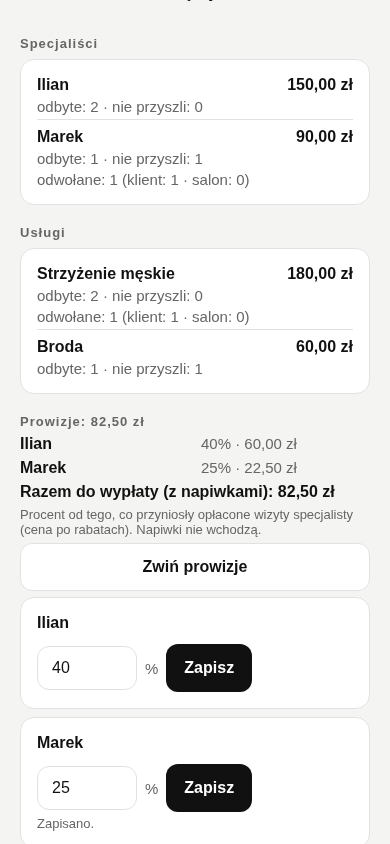 Specjaliści
Ilian 150,00 zł
odbyte: 2 · nie przyszli: 0
Marek 90,00 zł
odbyte: 1 · nie przyszli: 1
odwołane: 1 (klient: 1 · salon: 0)
Usługi
Strzyżenie męskie 180,00 zł
odbyte: 2 · nie przyszli: 0
odwołane: 1 (klient: 1 · salon: 0)
Broda 60,00 zł
odbyte: 1 · nie przyszli: 1
Prowizje: 82,50 zł
Ilian 40% · 60,00 zł
Marek 25% · 22,50 zł
Razem do wypłaty (z napiwkami): 82,50 zł
Procent od tego, co przyniosły opłacone wizyty specjalisty
(cena po rabatach). Napiwki nie wchodzą.
Zwiń prowizje
Ilian
40 % Zapisz
Marek
25 % Zapisz
Zapisano.